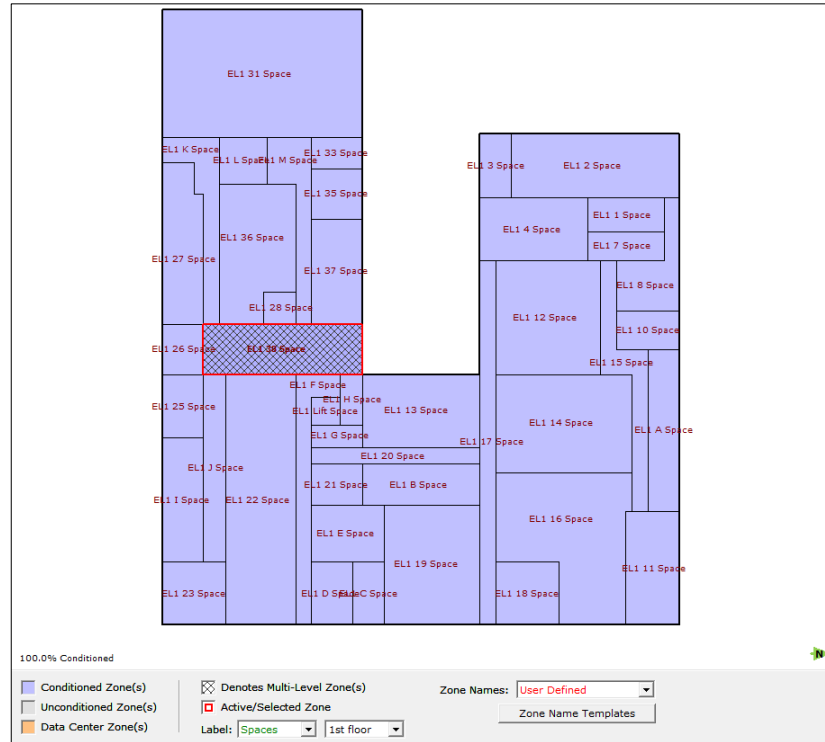 EL1 31 Space
EL1 K Space
EL1 L Space
EL1 M Space
EL1 33 Space
EL1 3 Space
EL1 2 Space
EL1 35 Space
EL1 1 Space
EL1 4 Space
EL1 36 Space
EL1 7 Space
EL1 27 Space
EL1 37 Space
EL1 8 Space
EL1 28 Space
EL1 12 Space
EL1 10 Space
EL1 26 Space
EL1 38 Space
EL1 15 Space
EL1 F Space
EL1 H Space
EL1 25 Space
EL1 Lift Space
EL1 13 Space
EL1 14 Space
EL1 A Space
EL1 G Space
EL1 17 Space
EL1 20 Space
EL1 J Space
EL1 21 Space
EL1 B Space
EL1 I Space
EL1 22 Space
EL1 16 Space
EL1 E Space
EL1 19 Space
EL1 11 Space
EL1 23 Space
EL1 D Space
EL1 C Space
EL1 18 Space
100.0% Conditioned
N
Conditioned Zone(s)
Unconditioned Zone(s)
Data Center Zone(s)
Denotes Multi-Level Zone(s)
Active/Selected Zone
Label: Spaces 1st floor
Zone Names: User Defined
Zone Name Templates